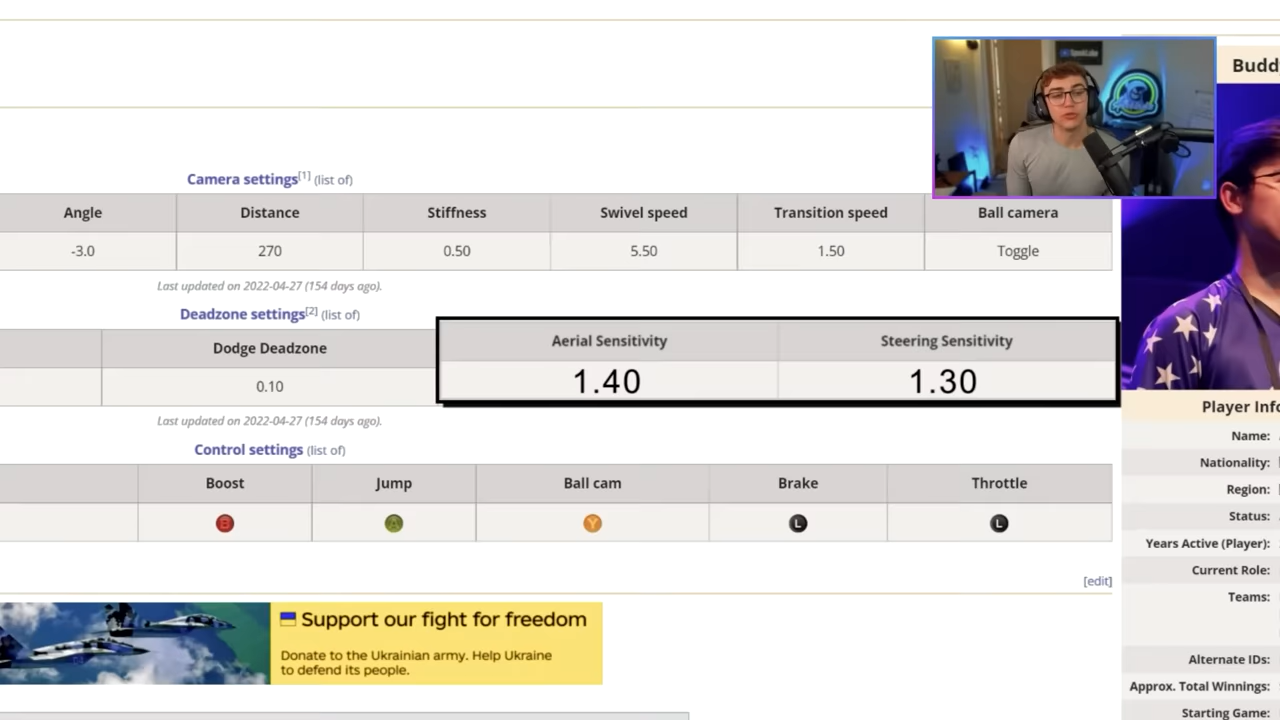 Budd
Camera settings[1] (list of)
Angle Distance Stiffness Swivel speed Transition speed Ball camera
-3.0 270 0.50 5.50 1.50 Toggle
Last updated on 2022-04-27 (154 days ago).
Deadzone settings[2] (list of)
Dodge Deadzone Aerial Sensitivity Steering Sensitivity
0.10 1.40 1.30
Last updated on 2022-04-27 (154 days ago).
Control settings (list of)
Boost Jump Ball cam Brake Throttle
B A Y L L
[edit]
Support our fight for freedom
Donate to the Ukrainian army. Help Ukraine
to defend its people.
Player Info
Name:
Nationality:
Region:
Status:
Years Active (Player):
Current Role:
Teams:
Alternate IDs:
Approx. Total Winnings:
Starting Game: